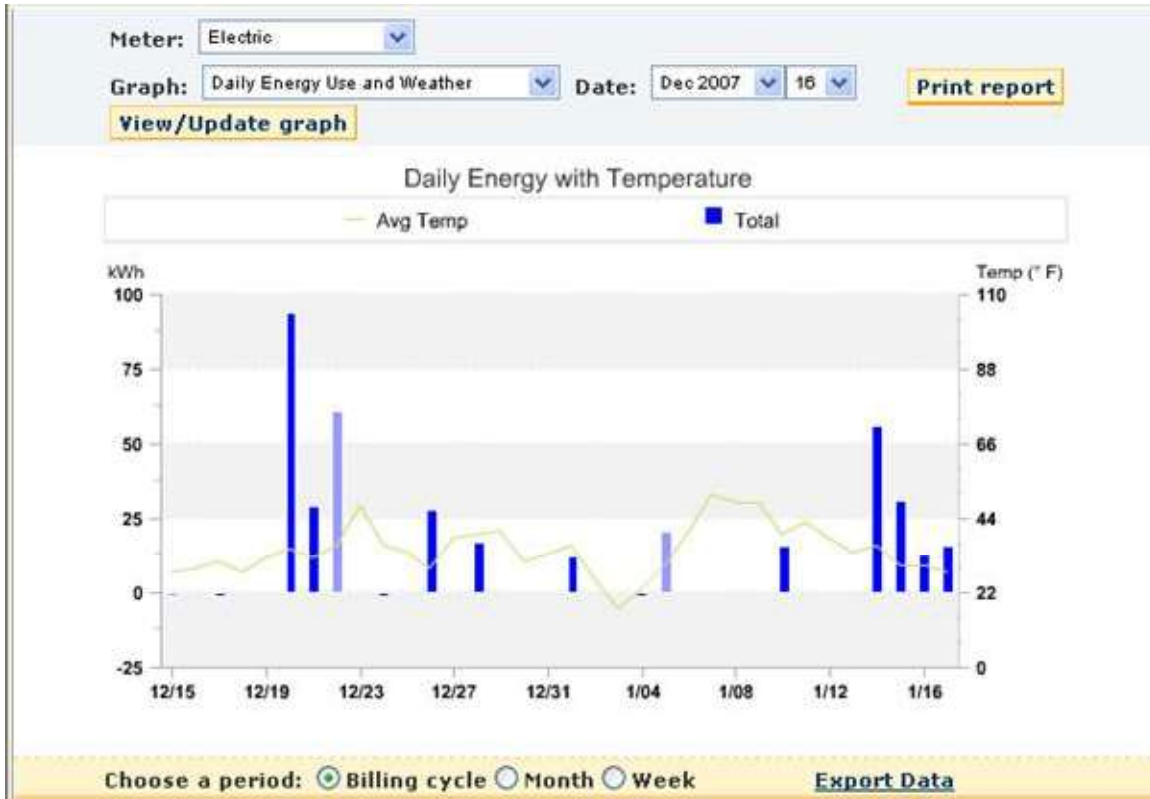 Meter: Electric
Graph: Daily Energy Use and Weather Date: Dec 2007 16 Print report
View/Update graph
Daily Energy with Temperature
Avg Temp Total
kWh Temp (° F)
100 110
75 88
50 66
25 44
0 22
-25 0
12/15 12/19 12/23 12/27 12/31 1/04 1/08 1/12 1/16
Choose a period: Billing cycle Month Week Export Data